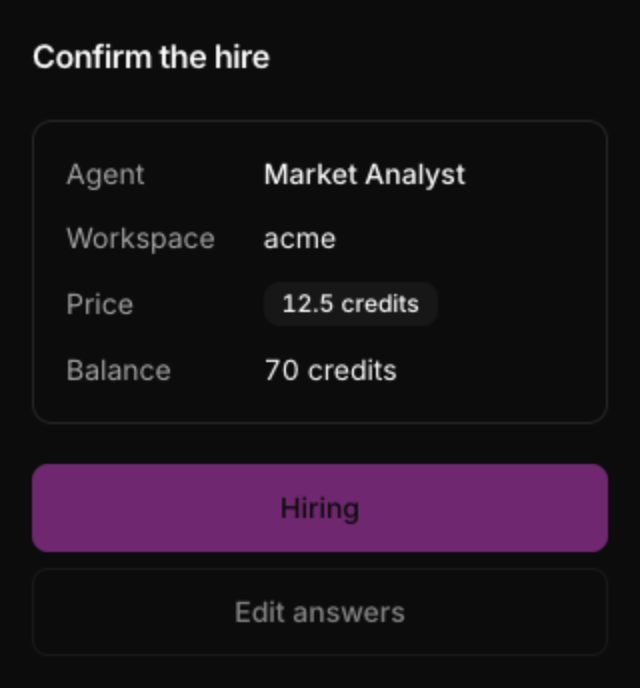 Confirm the hire
Agent Market Analyst
Workspace acme
Price 12.5 credits
Balance 70 credits
Hiring
Edit answers